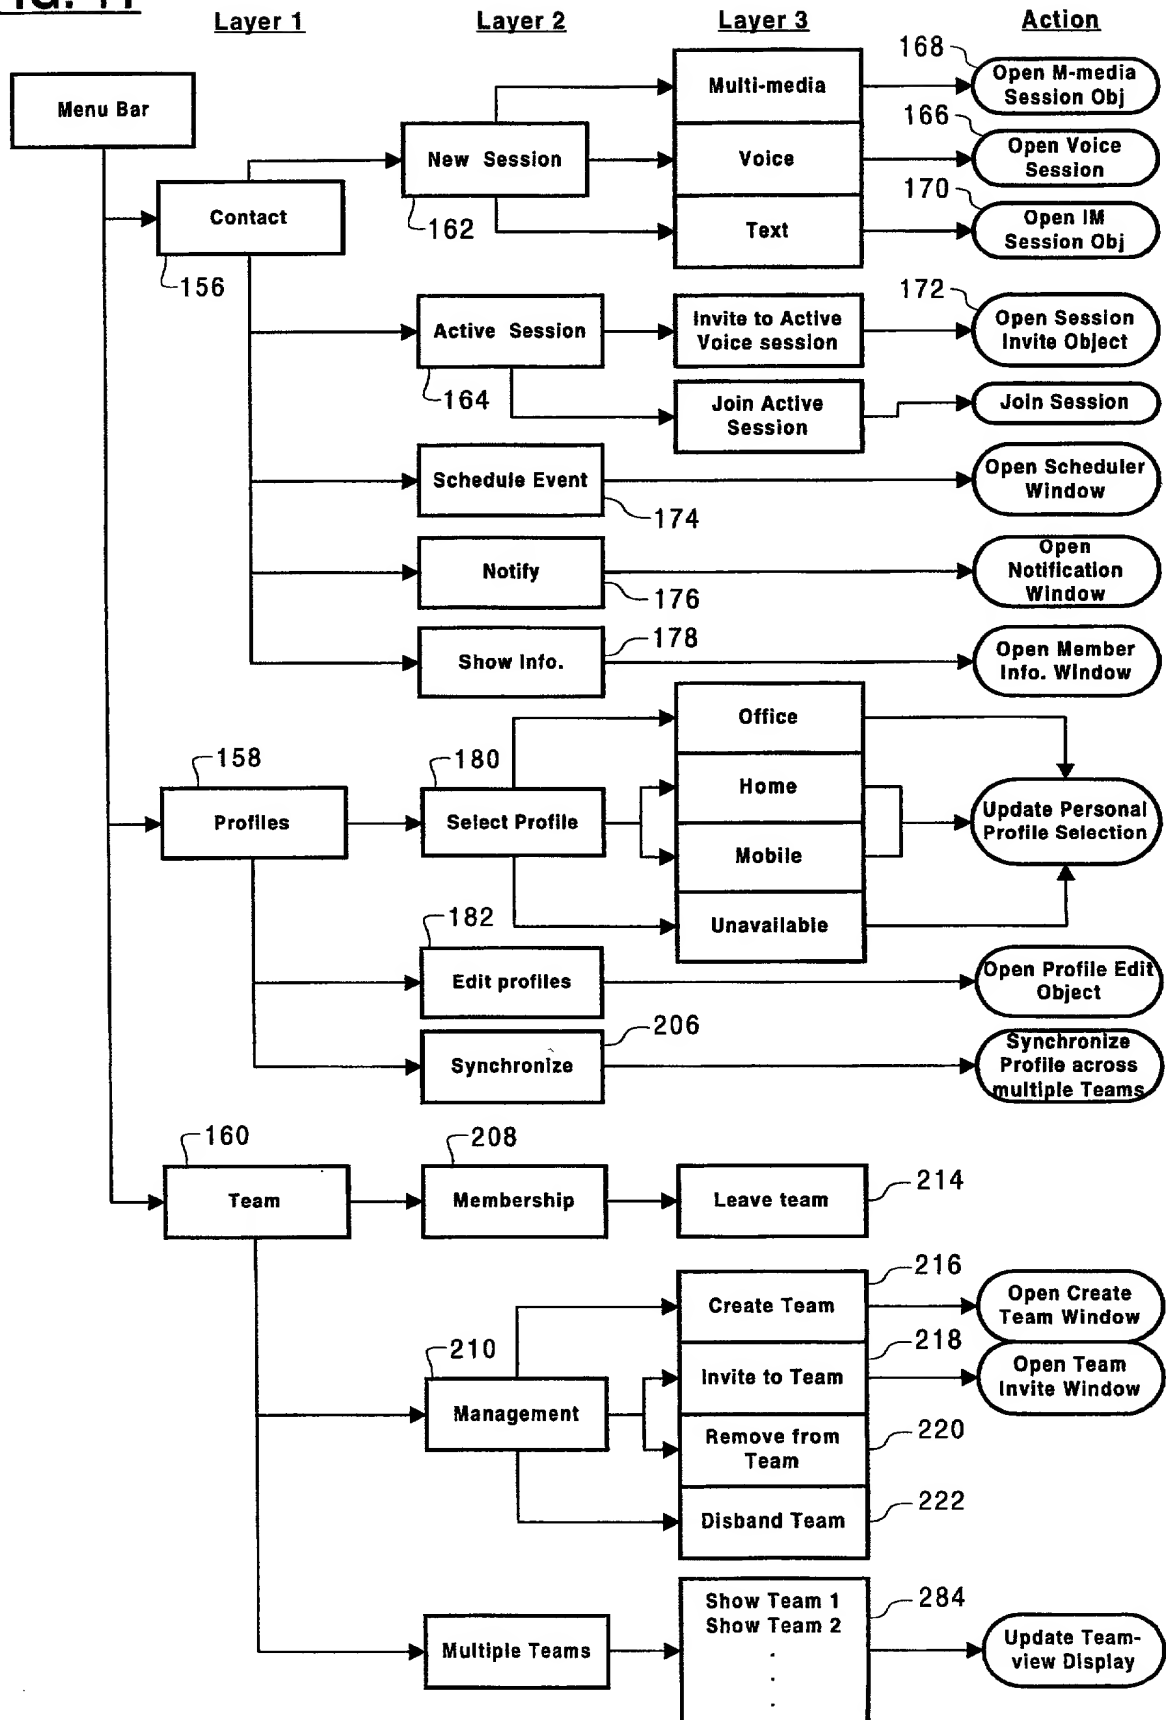 FIG. 11
Layer 1
Layer 2
Layer 3
Action
Menu Bar
Contact
156
New Session
162
Multi-media
Voice
Text
168
Open M-media
Session Obj
166
Open Voice
Session
170
Open IM
Session Obj
Active Session
164
Invite to Active
Voice session
172
Open Session
Invite Object
Join Active
Session
Join Session
Schedule Event
174
Open Scheduler
Window
Notify
176
Open
Notification
Window
Show Info.
178
Open Member
Info. Window
158
Profiles
180
Select Profile
Office
Home
Mobile
Unavailable
Update Personal
Profile Selection
182
Edit profiles
Open Profile Edit
Object
206
Synchronize
Synchronize
Profile across
multiple Teams
160
Team
208
Membership
Leave team
214
210
Management
216
Create Team
Open Create
Team Window
218
Invite to Team
Open Team
Invite Window
220
Remove from
Team
222
Disband Team
Multiple Teams
Show Team 1
Show Team 2
.
.
.
284
Update Team-
view Display